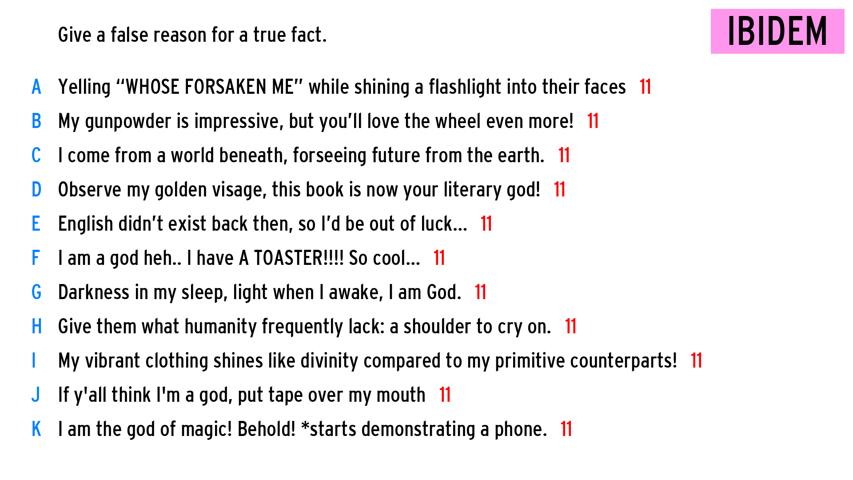 Give a false reason for a true fact.
IBIDEM
A Yelling “WHOSE FORSAKEN ME” while shining a flashlight into their faces 11
B My gunpowder is impressive, but you’ll love the wheel even more! 11
C I come from a world beneath, forseeing future from the earth. 11
D Observe my golden visage, this book is now your literary god! 11
E English didn’t exist back then, so I’d be out of luck... 11
F I am a god heh.. I have A TOASTER!!!! So cool... 11
G Darkness in my sleep, light when I awake, I am God. 11
H Give them what humanity frequently lack: a shoulder to cry on. 11
I My vibrant clothing shines like divinity compared to my primitive counterparts! 11
J If y'all think I'm a god, put tape over my mouth 11
K I am the god of magic! Behold! *starts demonstrating a phone. 11